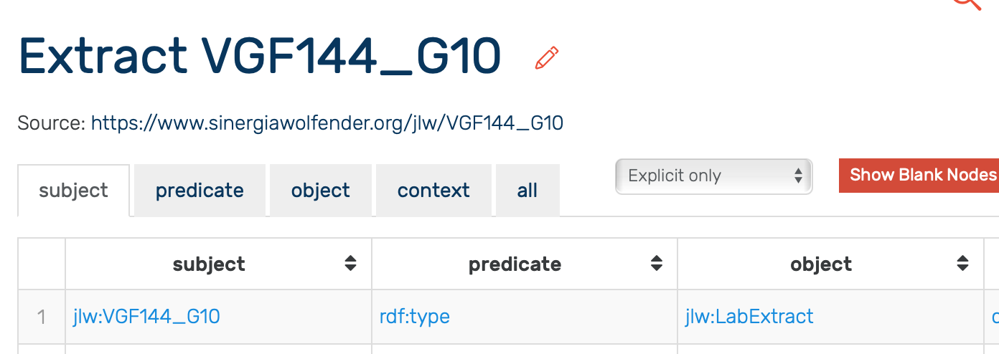 Extract VGF144_G10
Source: https://www.sinergiawolfender.org/jlw/VGF144_G10
subject predicate object context all Explicit only Show Blank Nodes
subject predicate object
1 jlw:VGF144_G10 rdf:type jlw:LabExtract